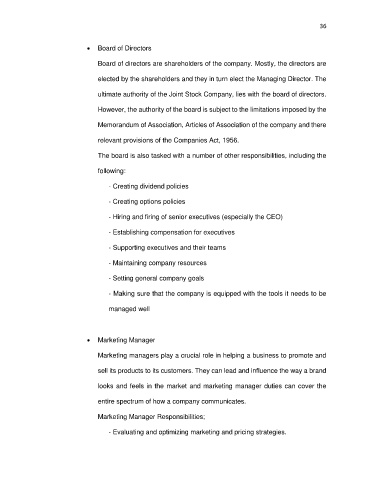 36
• Board of Directors
Board of directors are shareholders of the company. Mostly, the directors are
elected by the shareholders and they in turn elect the Managing Director. The
ultimate authority of the Joint Stock Company, lies with the board of directors.
However, the authority of the board is subject to the limitations imposed by the
Memorandum of Association, Articles of Association of the company and there
relevant provisions of the Companies Act, 1956.
The board is also tasked with a number of other responsibilities, including the
following:
- Creating dividend policies
- Creating options policies
- Hiring and firing of senior executives (especially the CEO)
- Establishing compensation for executives
- Supporting executives and their teams
- Maintaining company resources
- Setting general company goals
- Making sure that the company is equipped with the tools it needs to be
managed well
• Marketing Manager
Marketing managers play a crucial role in helping a business to promote and
sell its products to its customers. They can lead and influence the way a brand
looks and feels in the market and marketing manager duties can cover the
entire spectrum of how a company communicates.
Marketing Manager Responsibilities;
- Evaluating and optimizing marketing and pricing strategies.